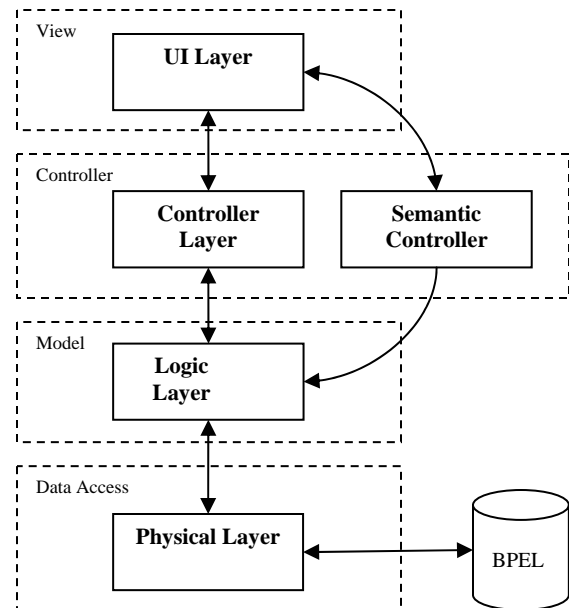 View
UI Layer
Controller
Controller
Layer
Semantic
Controller
Model
Logic
Layer
Data Access
Physical Layer
BPEL